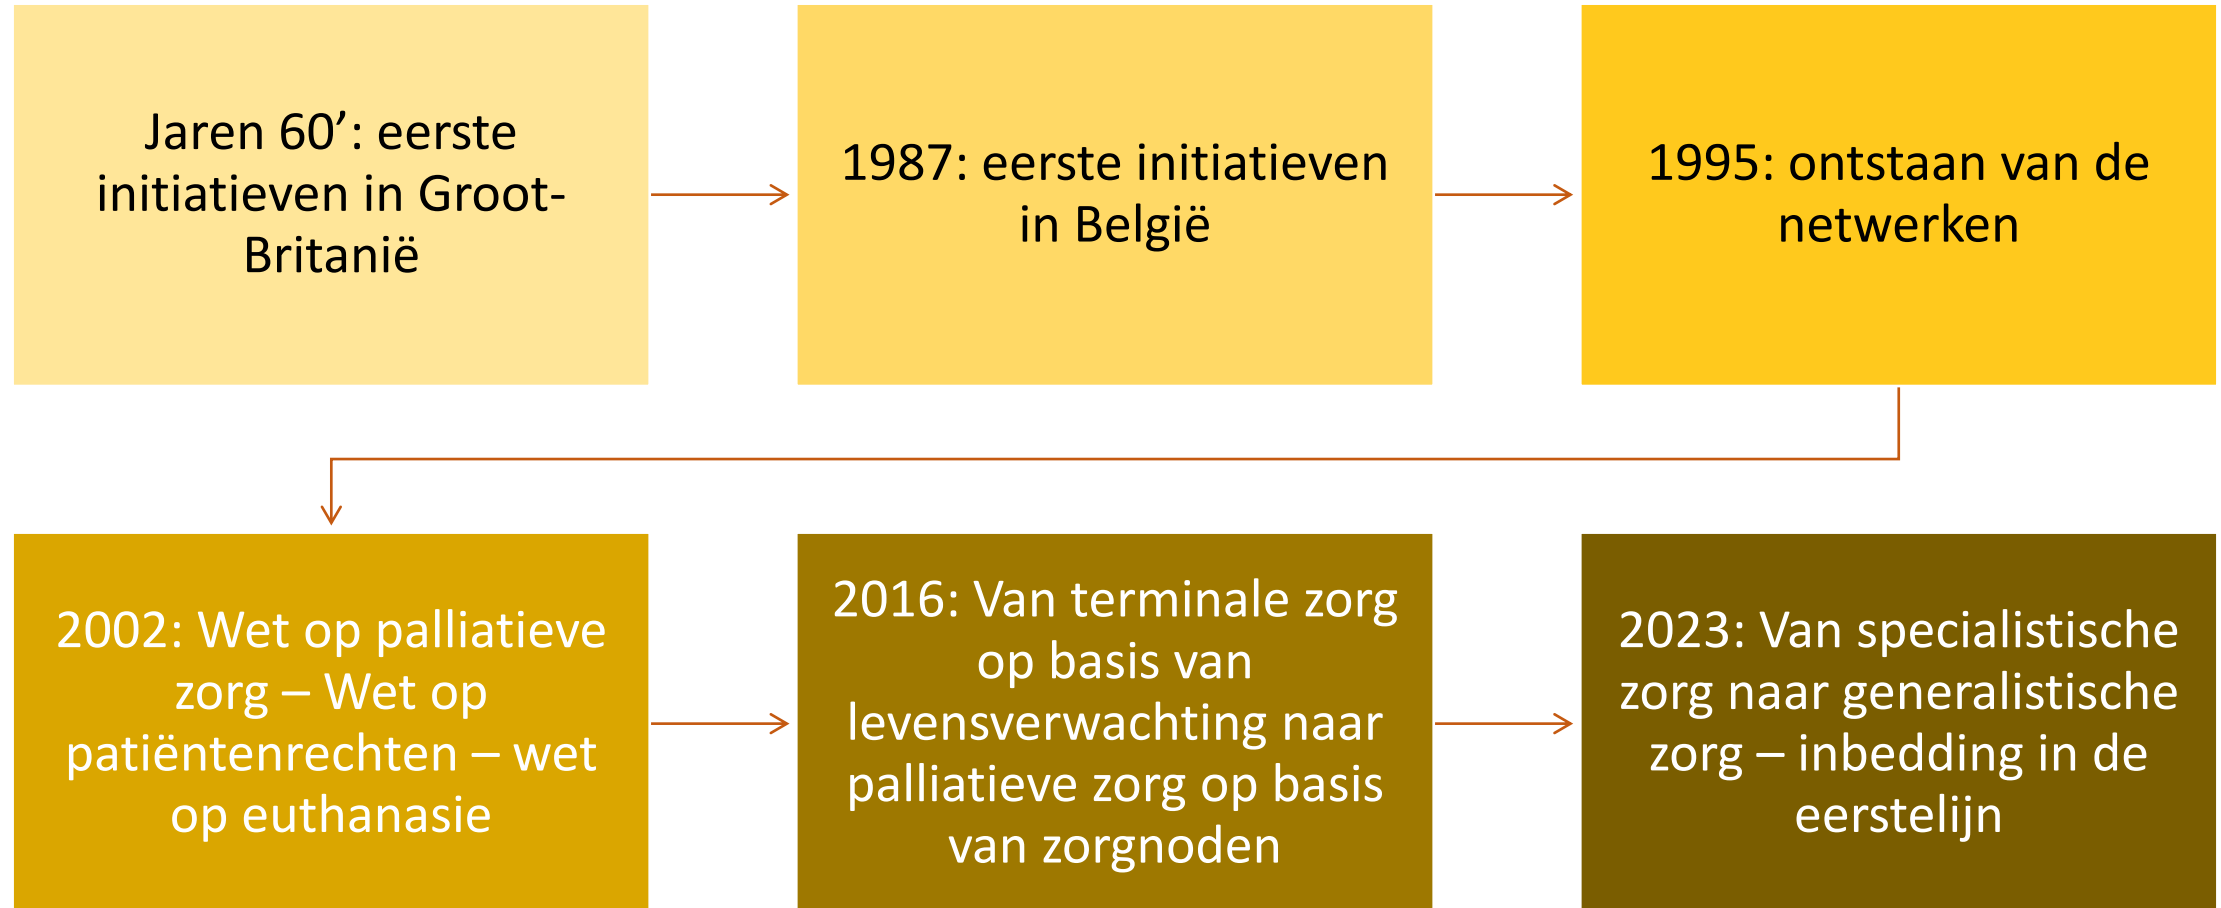 Jaren 60’: eerste
initiatieven in Groot-
Britanië
1987: eerste initiatieven
in België
1995: ontstaan van de
netwerken
2002: Wet op palliatieve
zorg – Wet op
patiëntenrechten – wet
op euthanasie
2016: Van terminale zorg
op basis van
levensverwachting naar
palliatieve zorg op basis
van zorgnoden
2023: Van specialistische
zorg naar generalistische
zorg – inbedding in de
eerstelijn